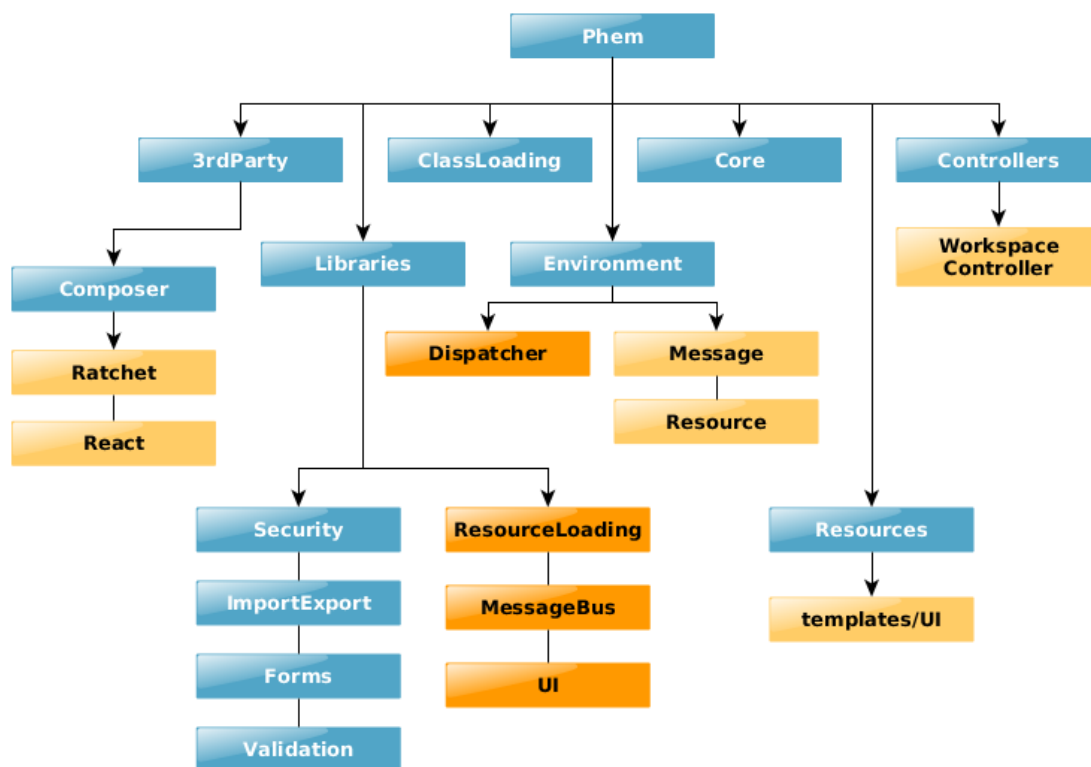 Phem
3rdParty
ClassLoading
Core
Controllers
Libraries
Environment
Workspace
Controller
Composer
Dispatcher
Message
Ratchet
Resource
React
Security
ResourceLoading
Resources
ImportExport
MessageBus
templates/UI
Forms
UI
Validation